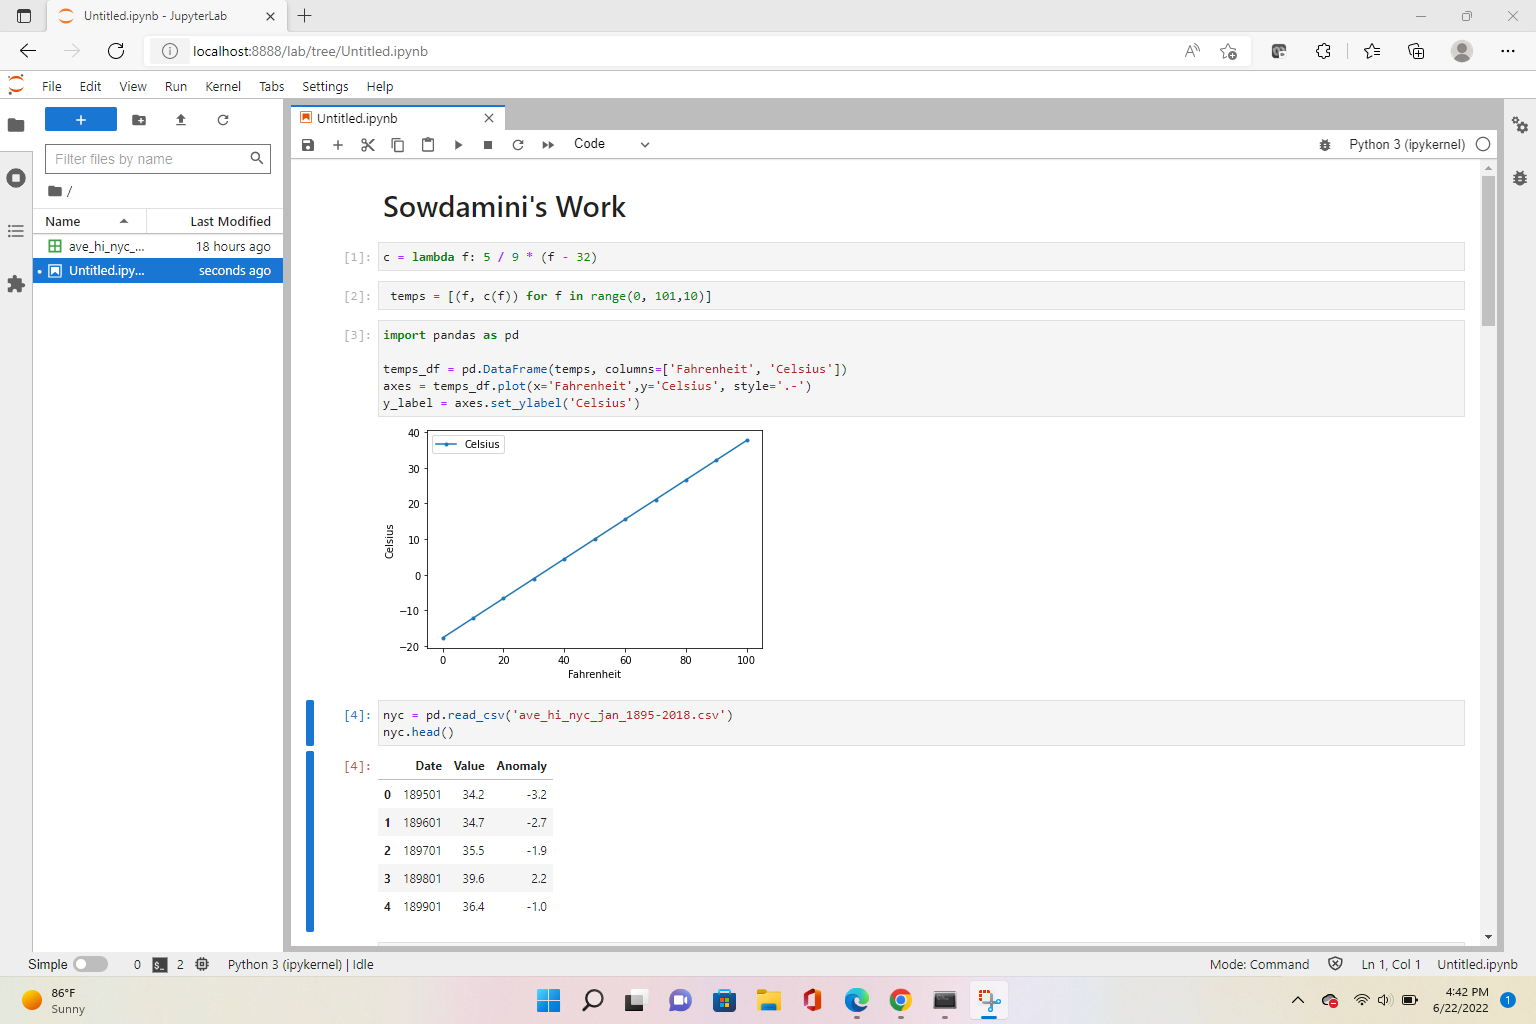 Untitled.ipynb - JupyterLab
localhost:8888/lab/tree/Untitled.ipynb
File Edit View Run Kernel Tabs Settings Help
Filter files by name
/
Name Last Modified
ave_hi_nyc_... 18 hours ago
Untitled.ipy... seconds ago
Untitled.ipynb
Code
Python 3 (ipykernel)
Sowdamini's Work
[1]: c = lambda f: 5 / 9 * (f - 32)
[2]: temps = [(f, c(f)) for f in range(0, 101,10)]
[3]: import pandas as pd
temps_df = pd.DataFrame(temps, columns=['Fahrenheit', 'Celsius'])
axes = temps_df.plot(x='Fahrenheit',y='Celsius', style='.-')
y_label = axes.set_ylabel('Celsius')
Celsius
40
30
20
10
0
−10
−20
Celsius
0 20 40 60 80 100
Fahrenheit
[4]: nyc = pd.read_csv('ave_hi_nyc_jan_1895-2018.csv')
nyc.head()
[4]: Date Value Anomaly
0 189501 34.2 -3.2
1 189601 34.7 -2.7
2 189701 35.5 -1.9
3 189801 39.6 2.2
4 189901 36.4 -1.0
Simple 0 $_ 2 Python 3 (ipykernel) | Idle Mode: Command Ln 1, Col 1 Untitled.ipynb
86°F
Sunny
4:42 PM
6/22/2022
1